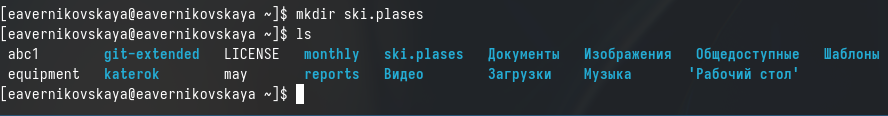 [eavernikovskaya@eavernikovskaya ~]$ mkdir ski.plases
[eavernikovskaya@eavernikovskaya ~]$ ls
abc1 git-extended LICENSE monthly ski.plases Документы Изображения Общедоступные Шаблоны
equipment katerok may reports Видео Загрузки Музыка 'Рабочий стол'
[eavernikovskaya@eavernikovskaya ~]$